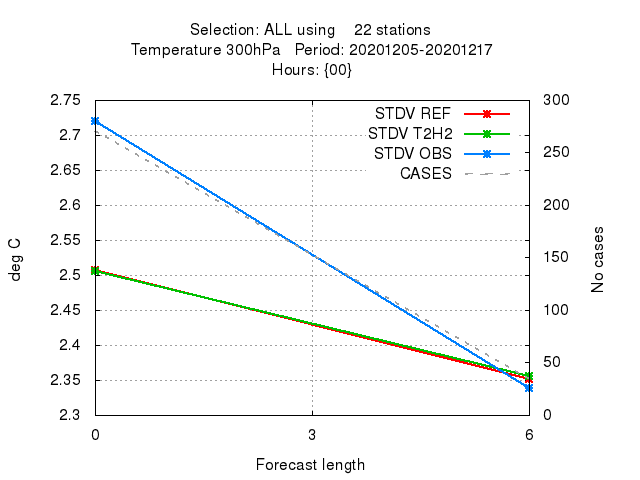 Selection: ALL using    22 stations
Temperature 300hPa   Period: 20201205-20201217
Hours: {00}
2.75
2.7
2.65
2.6
2.55
2.5
2.45
2.4
2.35
2.3
deg C
STDV REF
STDV T2H2
STDV OBS
CASES
300
250
200
150
100
50
0
No cases
0 3 6
Forecast length